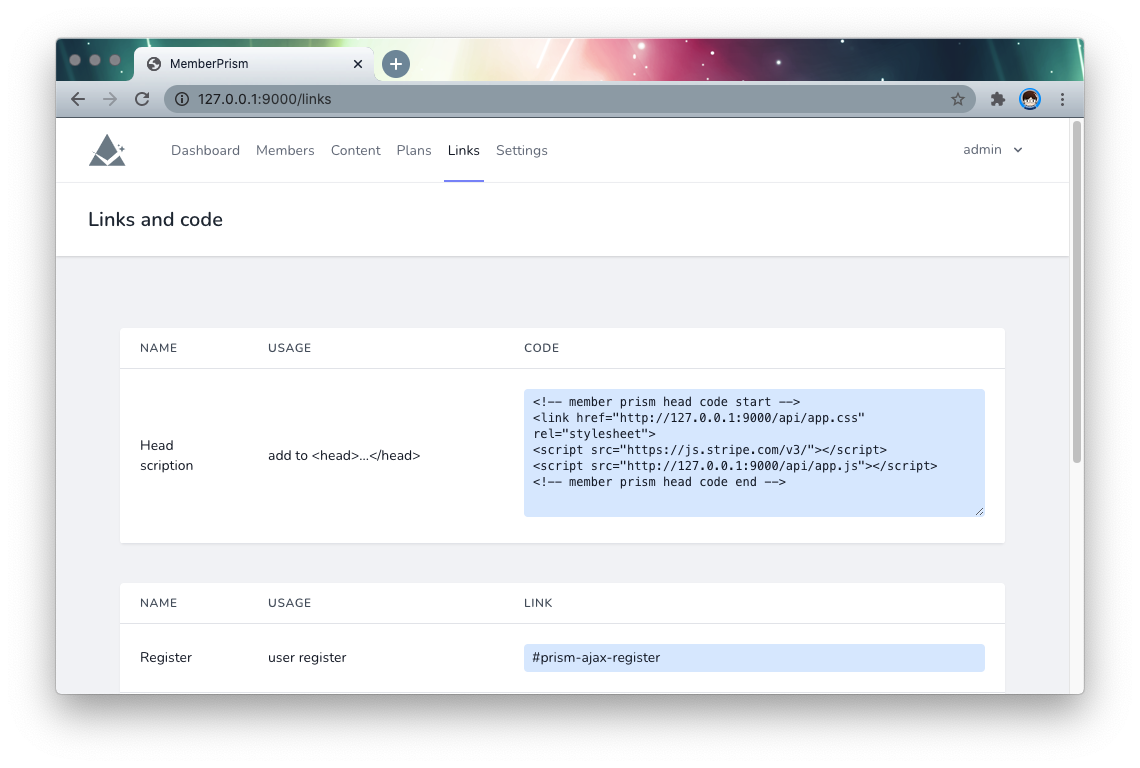 MemberPrism
127.0.0.1:9000/links
Dashboard Members Content Plans Links Settings admin
Links and code
NAME USAGE CODE
Head
scription
add to <head>...</head>
<!-- member prism head code start -->
<link href="http://127.0.0.1:9000/api/app.css"
rel="stylesheet">
<script src="https://js.stripe.com/v3/"></script>
<script src="http://127.0.0.1:9000/api/app.js"></script>
<!-- member prism head code end -->
NAME USAGE LINK
Register user register #prism-ajax-register